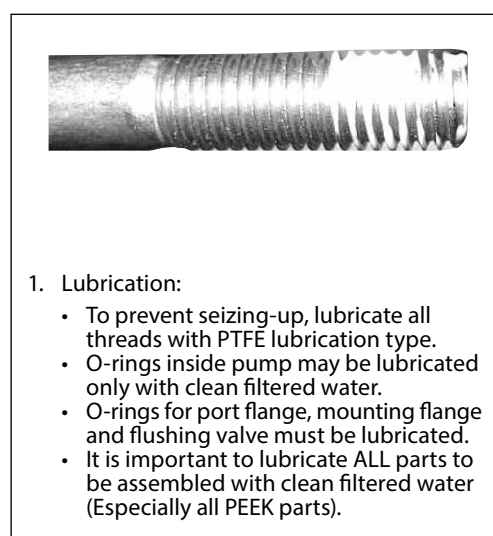 1. Lubrication:
• To prevent seizing-up, lubricate all
threads with PTFE lubrication type.
• O-rings inside pump may be lubricated
only with clean filtered water.
• O-rings for port flange, mounting flange
and flushing valve must be lubricated.
• It is important to lubricate ALL parts to
be assembled with clean filtered water
(Especially all PEEK parts).